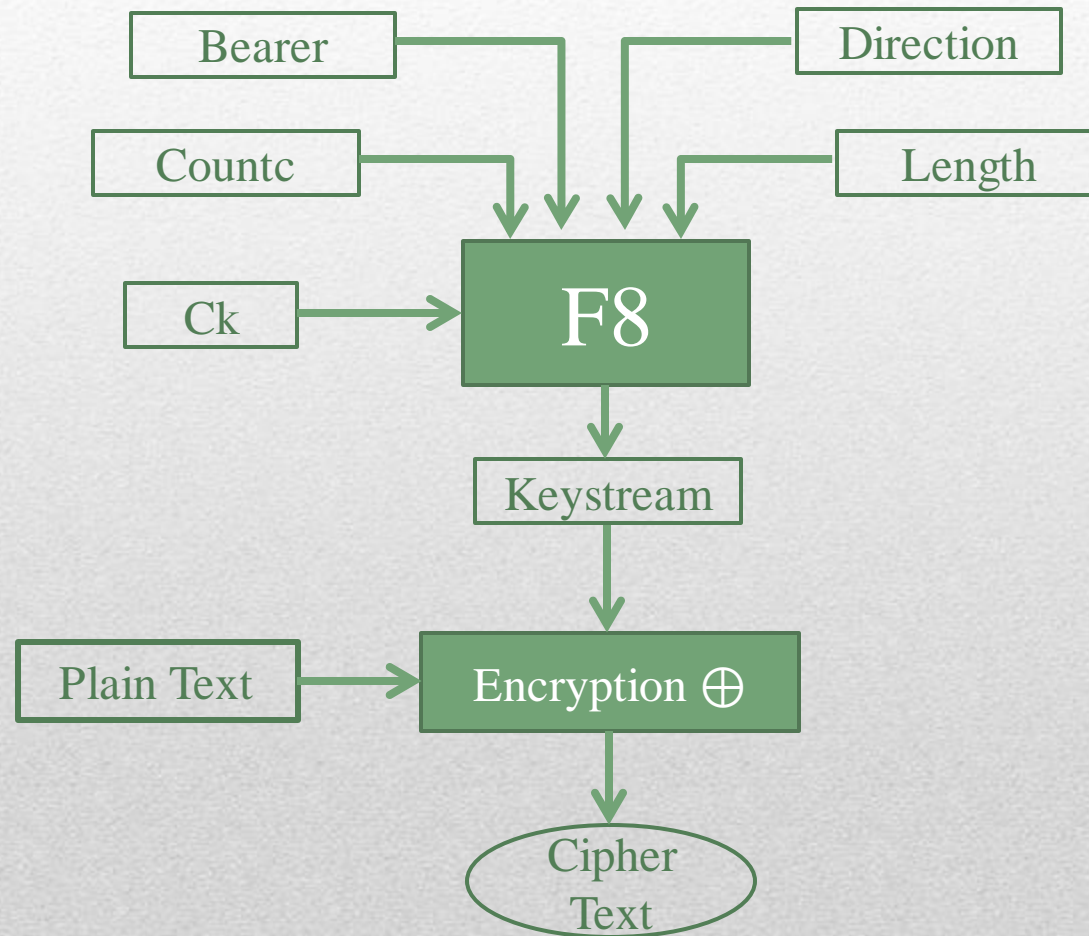 Bearer
Direction
Countc
Length
Ck
F8
Keystream
Plain Text
Encryption ⊕
Cipher
Text